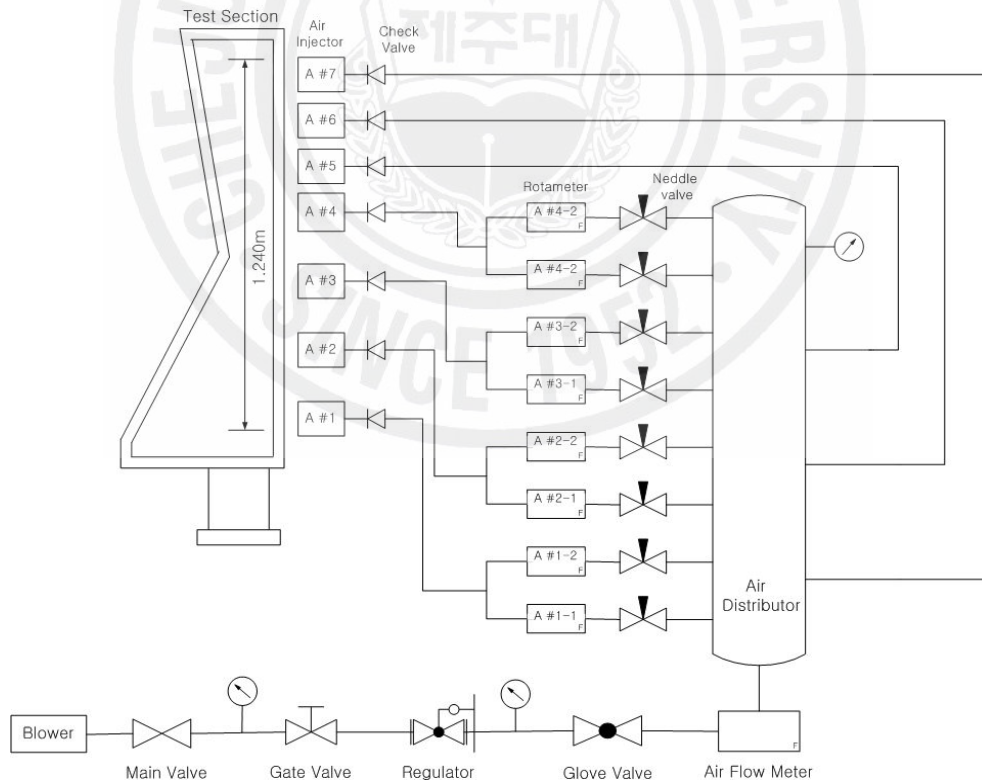 Test Section
Air
Injector
Check
Valve
A #7
A #6
A #5
A #4
A #3
A #2
A #1
1.240m
Rotameter
Neddle
valve
A #4-2
F
A #4-2
F
A #3-2
F
A #3-1
F
A #2-2
F
A #2-1
F
A #1-2
F
A #1-1
F
Air
Distributor
Blower
Main Valve
Gate Valve
Regulator
Glove Valve
Air Flow Meter
F
제주대
SINCE 1952
ERSITY